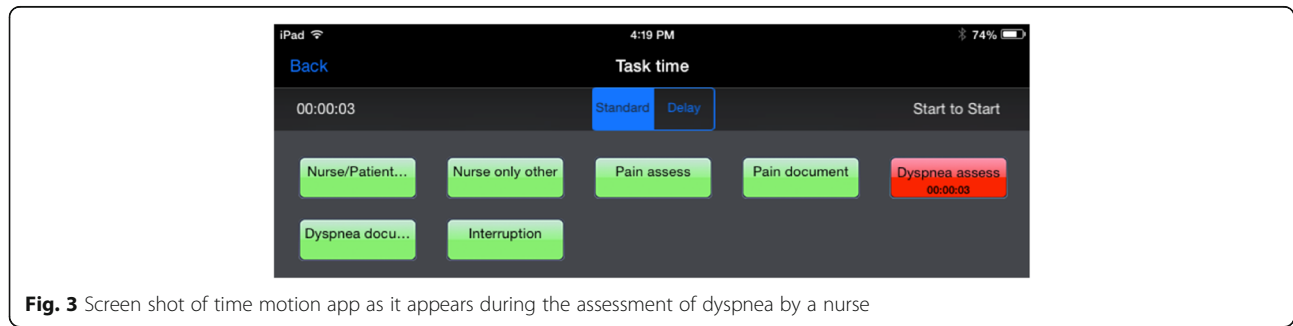 iPad 4:19 PM 74%
Back Task time
00:00:03 Standard Delay Start to Start
Nurse/Patient... Nurse only other Pain assess Pain document Dyspnea assess
00:00:03
Dyspnea docu... Interruption
Fig. 3 Screen shot of time motion app as it appears during the assessment of dyspnea by a nurse